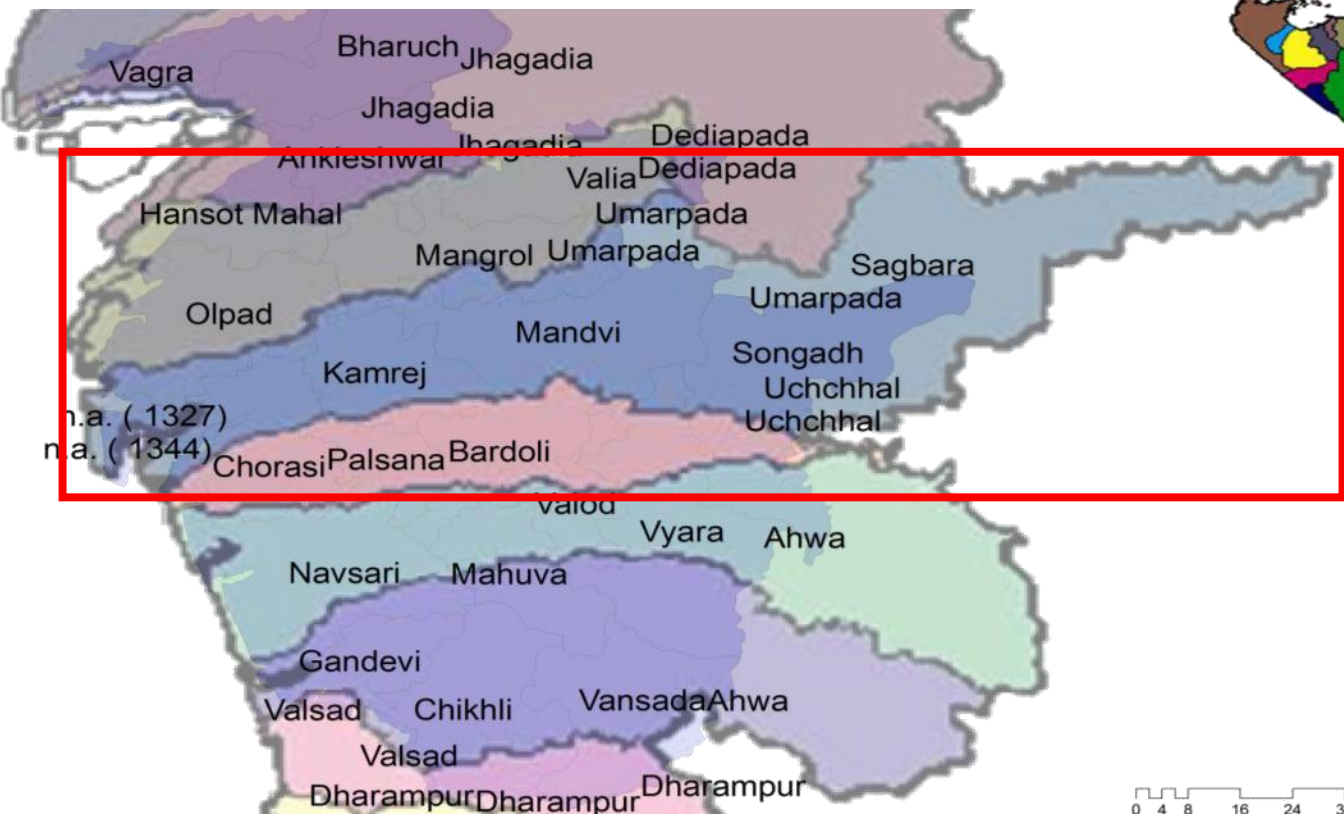 Bharuch
Jhagadia
Vagra
Jhagadia
Dediapada
Jhagadia
Ankleshwar
Dediapada
Valia
Hansot Mahal
Umarpada
Mangrol
Umarpada
Sagbara
Umarpada
Olpad
Mandvi
Songadh
Kamrej
Uchchhal
n.a. ( 1327)
Uchchhal
n.a. ( 1344)
Chorasi
Palsana
Bardoli
Valod
Vyara
Ahwa
Navsari
Mahuva
Gandevi
Valsad
Chikhli
Vansada
Ahwa
Valsad
Dharampur
Dharampur
Dharampur
0 4 8 16 24